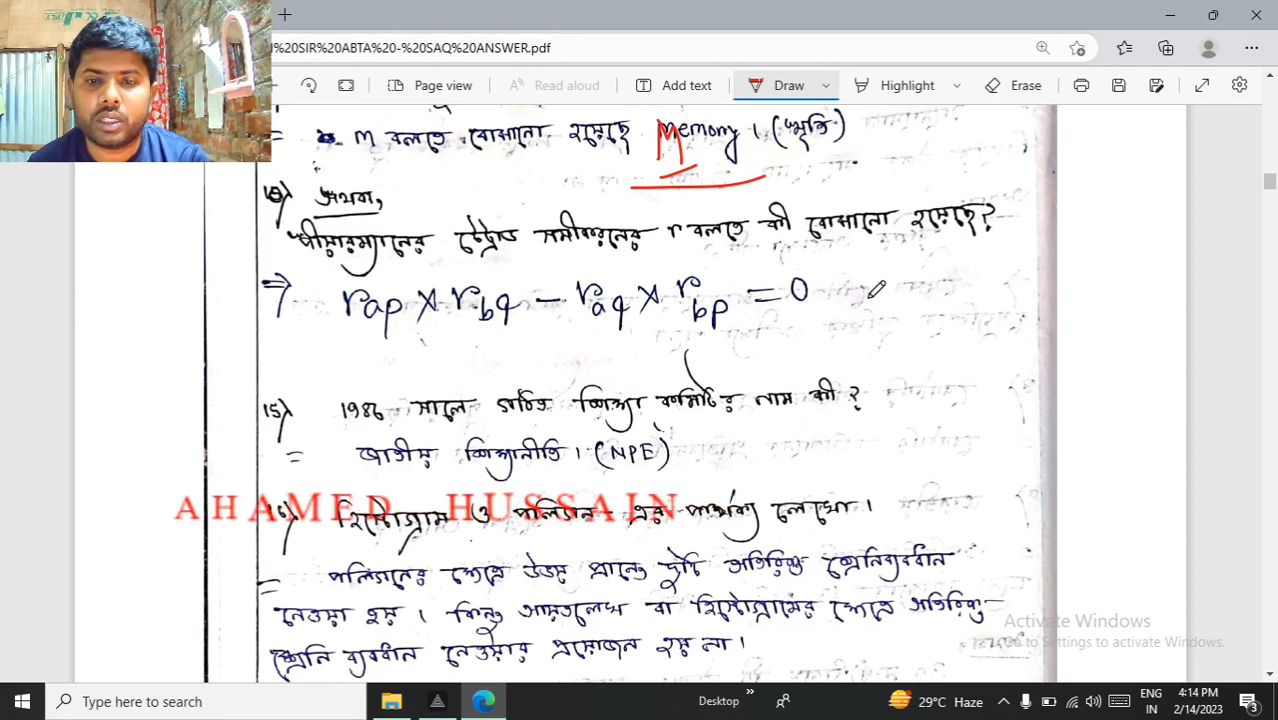 I%20SIR%20ABTA%20-%20SAQ%20ANSWER.pdf
Page view
Read aloud
Add text
Draw
Highlight
Erase
= M বলতে বোঝানো হয়েছে Memory । (স্মৃতি)
অথবা,
স্পীয়ারম্যানের টেট্রাড সমীকরনের r বলতে কী বোঝানো হয়েছে?
⇒ rap × rbq – raq × rbp = 0
15) 1986 সালে গঠিত শিক্ষা কমিটির নাম কী ?
= জাতীয় শিক্ষানীতি । (NPE)
AHAMED HUSSAIN
16) হিস্টোগ্রাম ও পলিগন এর পার্থক্য লেখো ।
= পলিগনের ক্ষেত্রে উভয় প্রান্তে দুটি অতিরিক্ত শ্রেনিব্যবধান
নেওয়া হয় । কিন্তু আয়তলেখ বা হিস্টোগ্রামের ক্ষেত্রে অতিরিক্ত
শ্রেনি ব্যবধান নেওয়ার প্রয়োজন হয় না ।
Activate Windows
Go to Settings to activate Windows.
Type here to search
Desktop
29°C Haze
ENG
IN
4:14 PM
2/14/2023
3